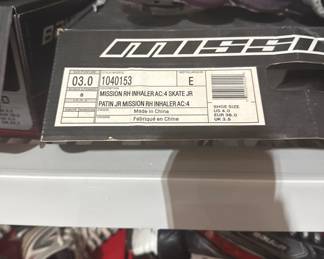 MISSI
03.0
1040153
E
6
MISSION RH INHALER AC:4 SKATE JR
PATIN JR MISSION RH INHALER AC:4
Made in China
Fabriqué en Chine
SHOE SIZE
US 4.0
EUR 36.0
UK 3.5